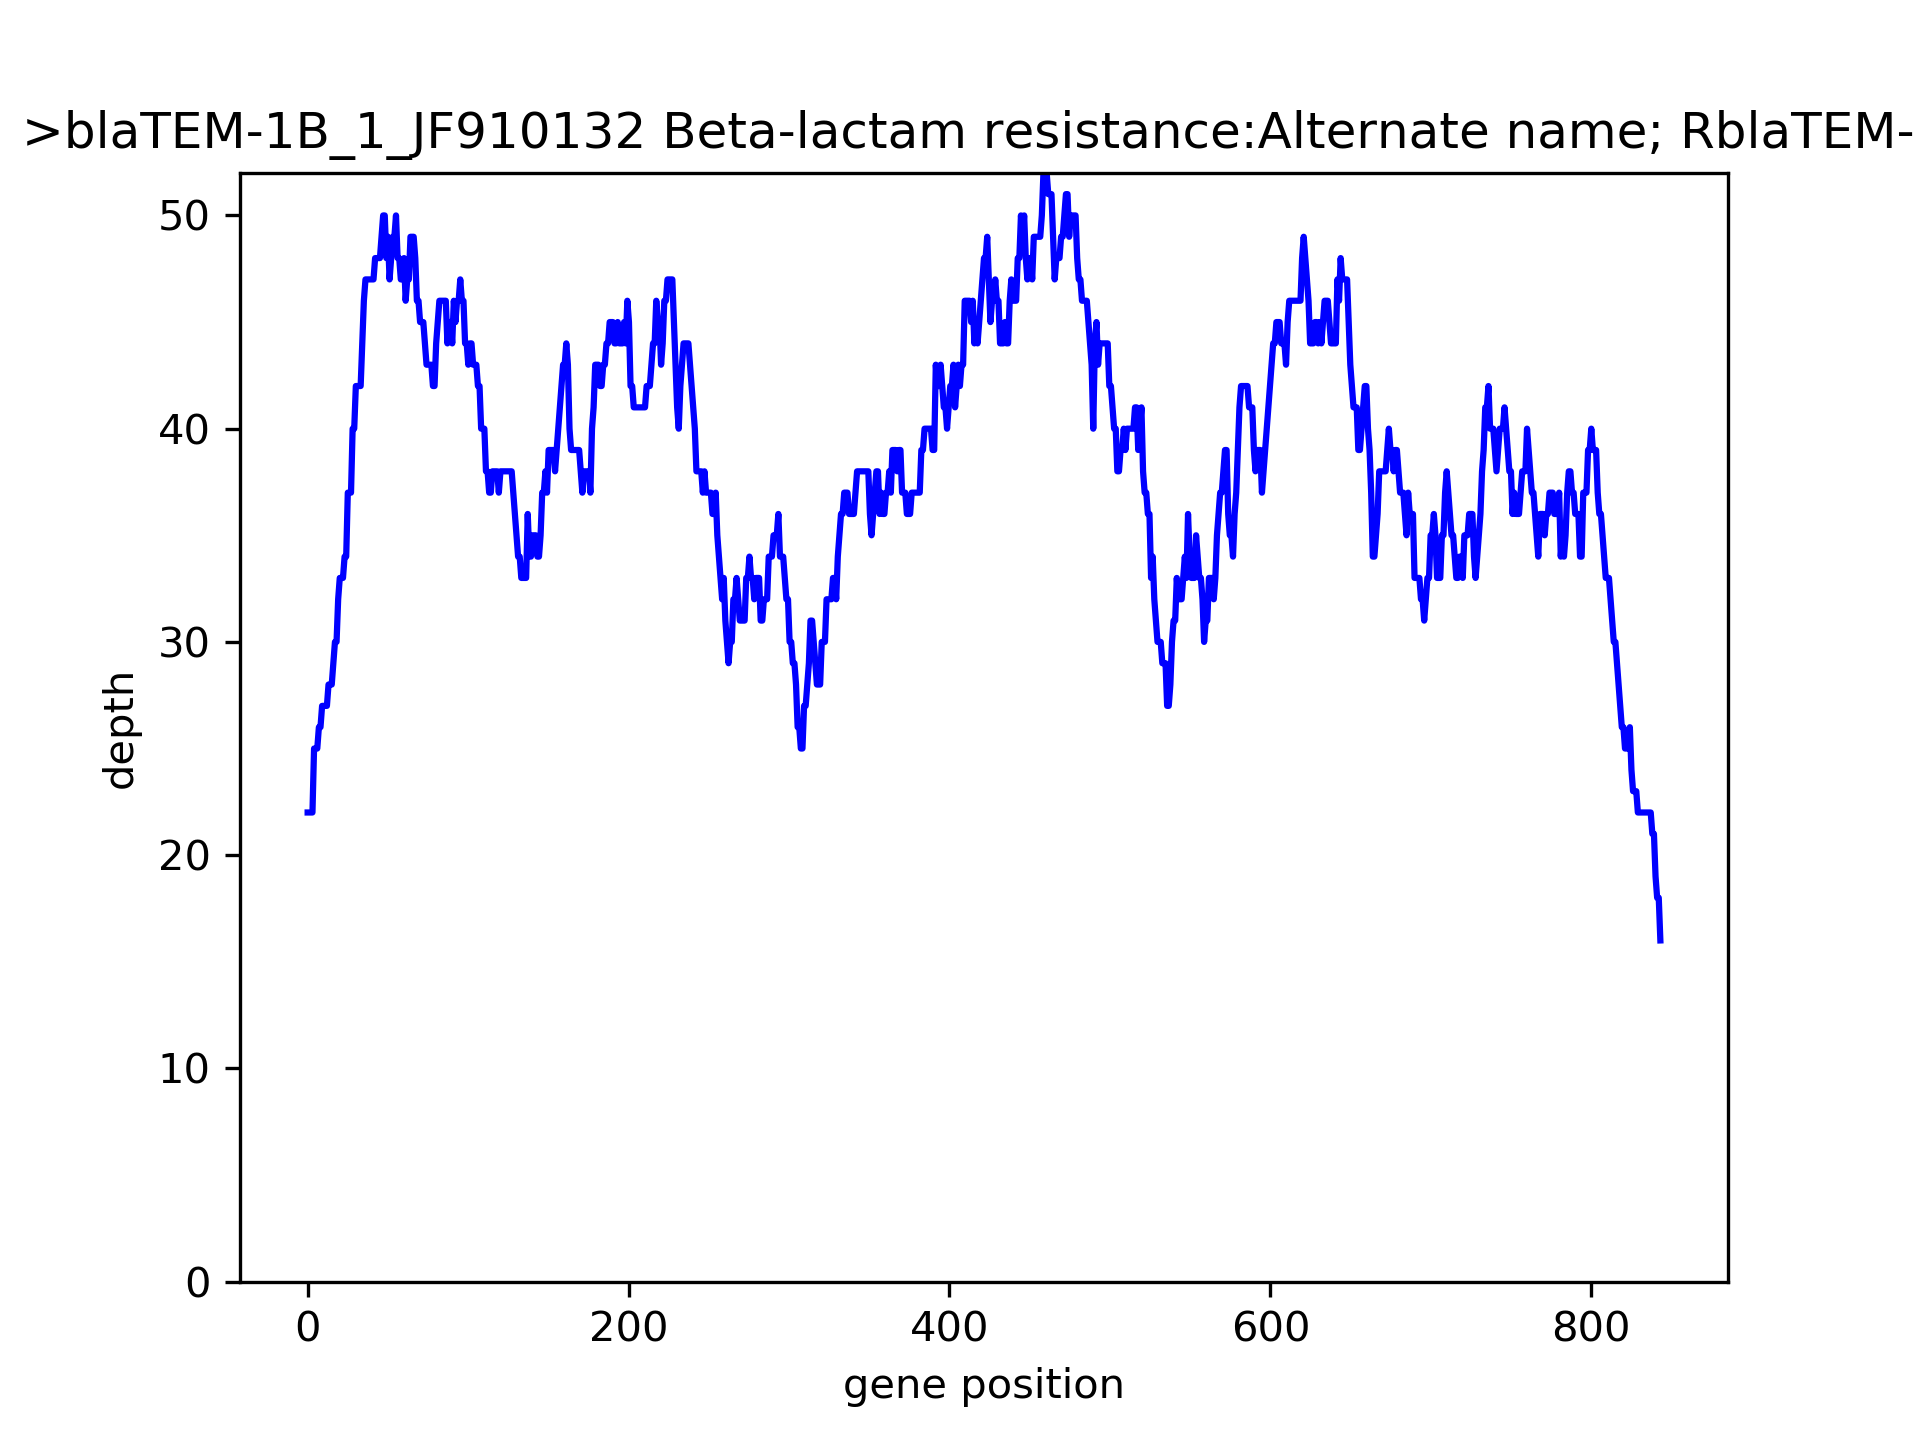 >blaTEM-1B_1_JF910132 Beta-lactam resistance:Alternate name; RblaTEM-
50
40
30
20
10
0
depth
0 200 400 600 800
gene position